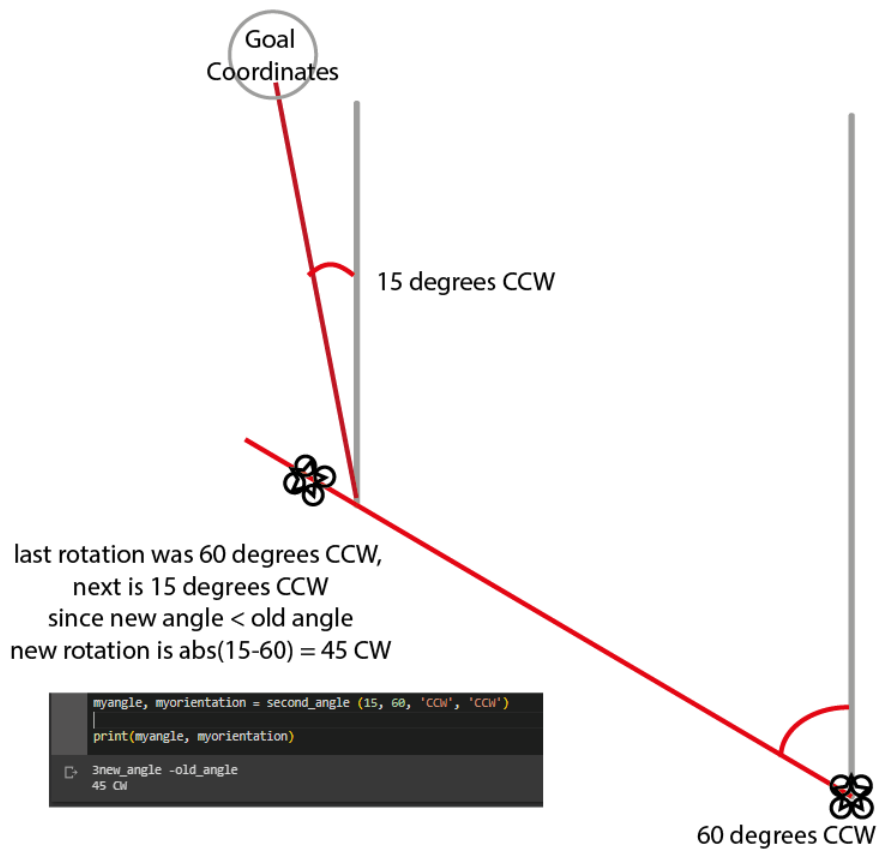 Goal
Coordinates
15 degrees CCW
last rotation was 60 degrees CCW,
next is 15 degrees CCW
since new angle < old angle
new rotation is abs(15-60) = 45 CW
myangle, myorientation = second_angle (15, 60, 'CCW', 'CCW')
print(myangle, myorientation)
3new_angle -old_angle
45 CW
60 degrees CCW